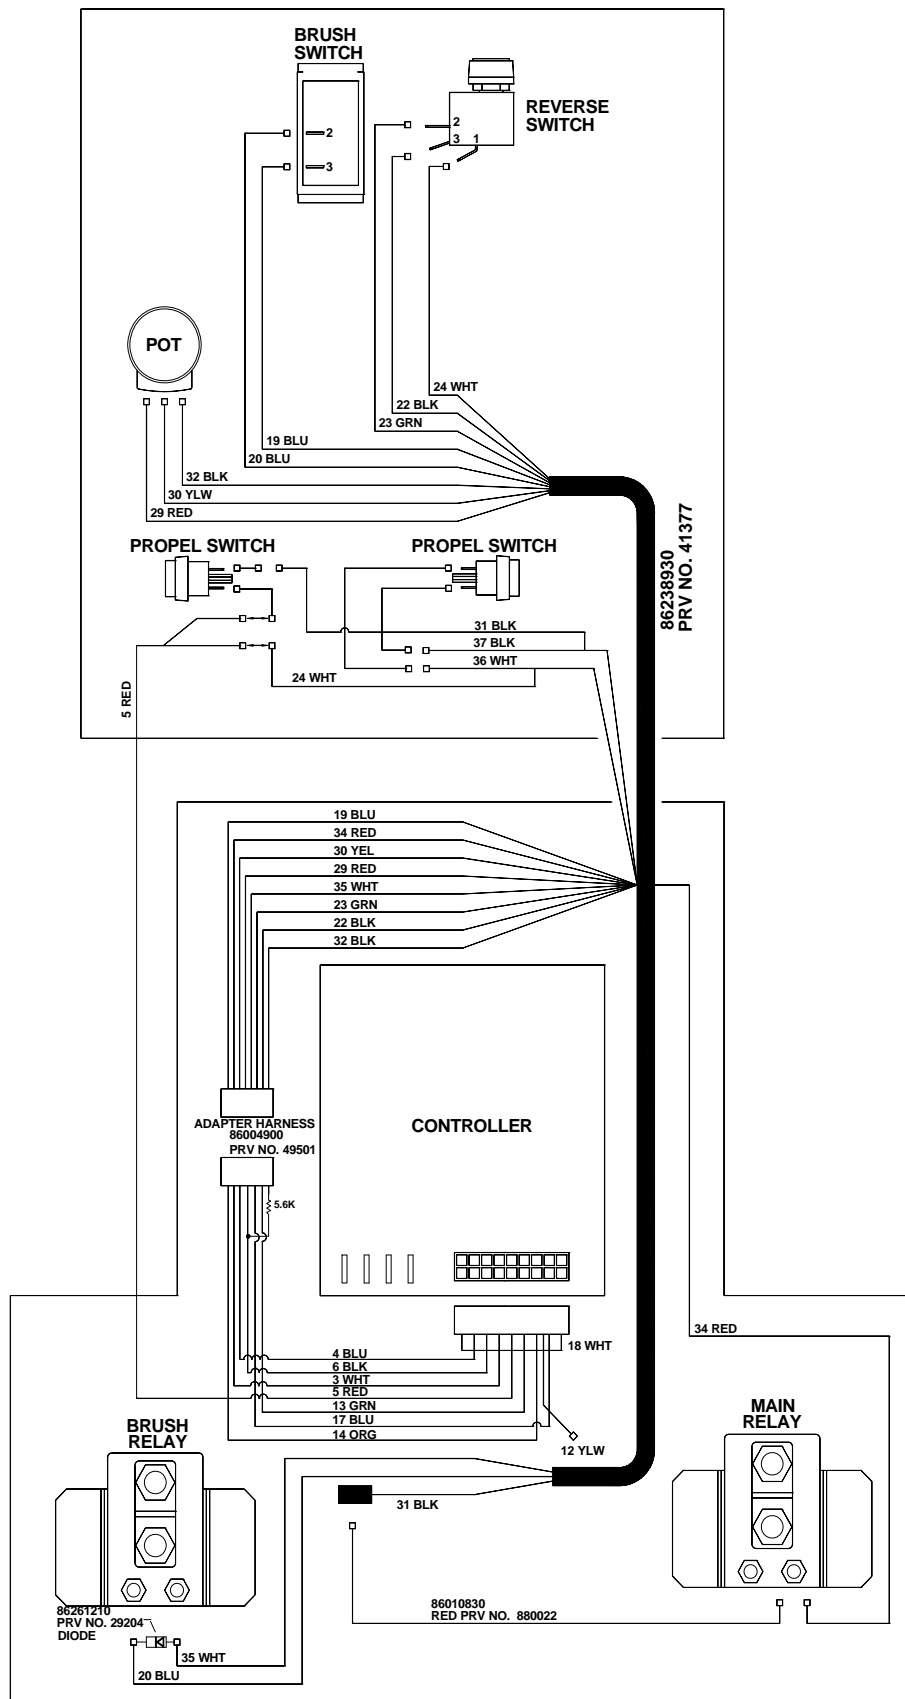 BRUSH
SWITCH
REVERSE
SWITCH
2
3
2
3 1
POT
24 WHT
22 BLK
23 GRN
19 BLU
20 BLU
32 BLK
30 YLW
29 RED
PROPEL SWITCH
PROPEL SWITCH
86238930
PRV NO. 41377
31 BLK
37 BLK
36 WHT
24 WHT
5 RED
19 BLU
34 RED
30 YEL
29 RED
35 WHT
23 GRN
22 BLK
32 BLK
ADAPTER HARNESS
86004900
PRV NO. 49501
CONTROLLER
5.6K
34 RED
18 WHT
4 BLU
6 BLK
3 WHT
5 RED
13 GRN
17 BLU
14 ORG
12 YLW
BRUSH
RELAY
MAIN
RELAY
31 BLK
86010830
RED PRV NO. 880022
86261210
PRV NO. 29204
DIODE
35 WHT
20 BLU